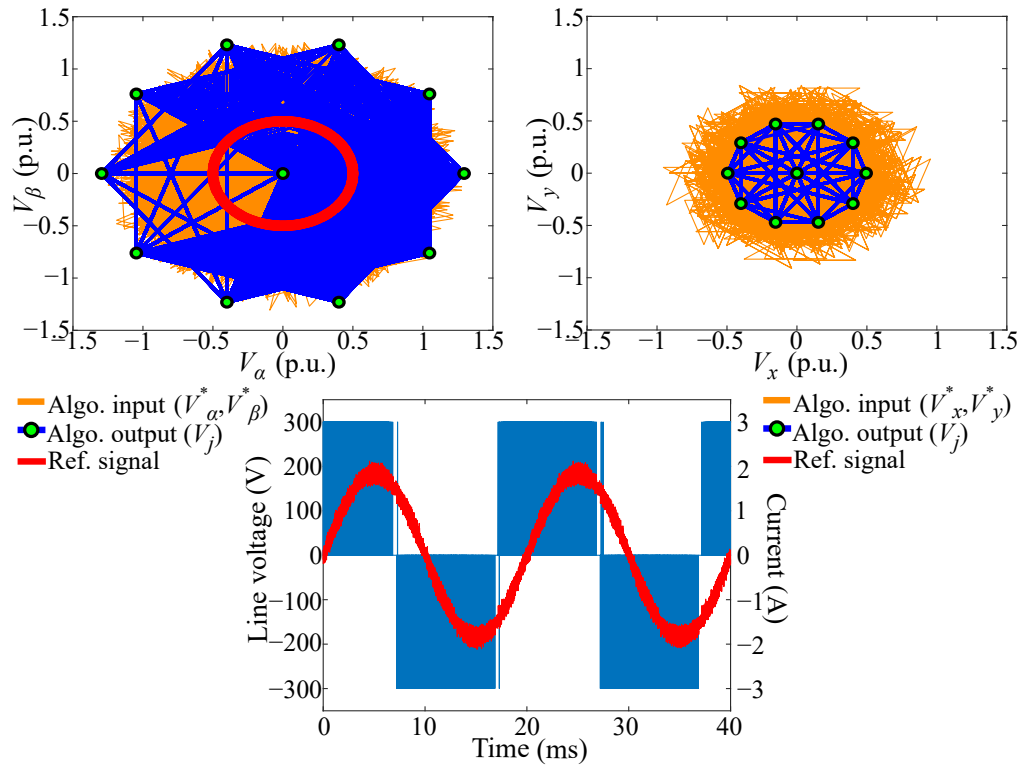 1.5
1
0.5
0
−0.5
−1
−1.5
V_β (p.u.)
−1.5 −1 −0.5 0 0.5 1 1.5
V_α (p.u.)
1.5
1
0.5
0
−0.5
−1
−1.5
V_y (p.u.)
−1.5 −1 −0.5 0 0.5 1 1.5
V_x (p.u.)
Algo. input (V*_α,V*_β)
Algo. output (V_j)
Ref. signal
Algo. input (V*_x,V*_y)
Algo. output (V_j)
Ref. signal
300
200
100
0
−100
−200
−300
Line voltage (V)
3
2
1
0
−1
−2
−3
Current (A)
0 10 20 30 40
Time (ms)